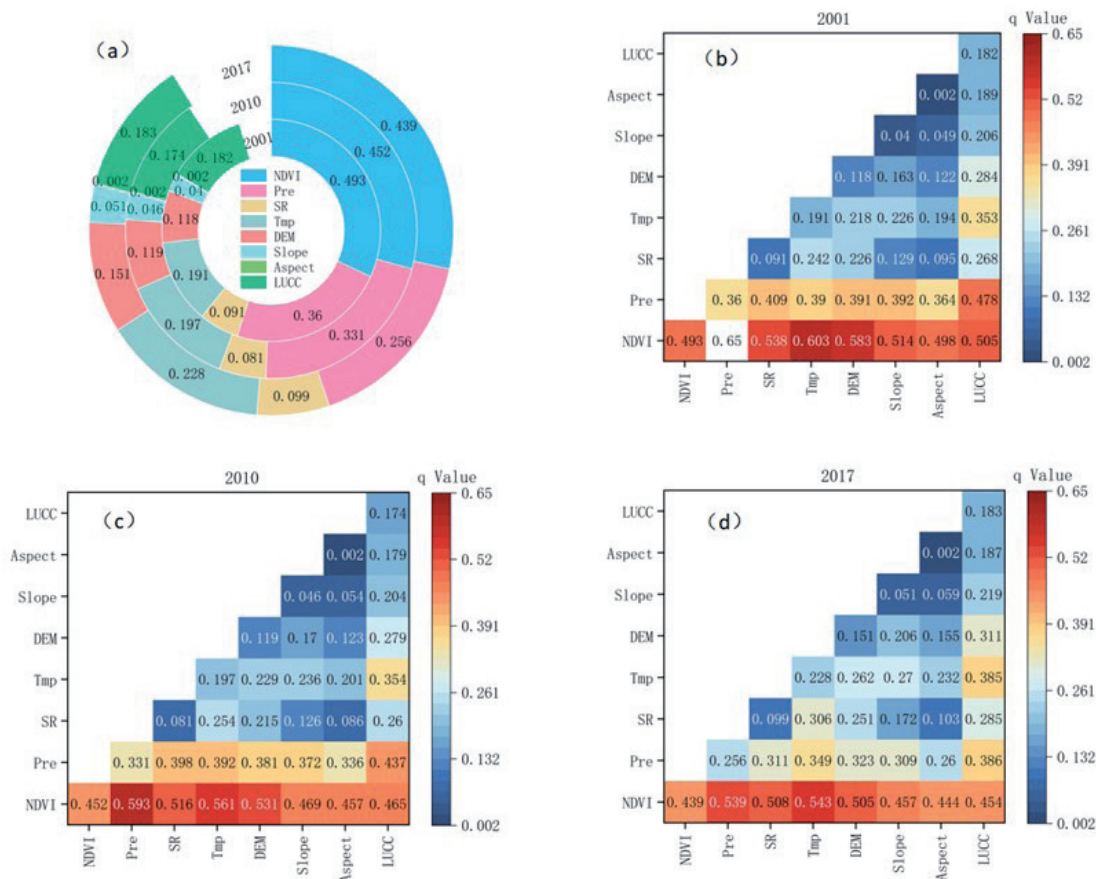 (a)
2017
2010
2001
0.439
0.452
0.493
0.256
0.331
0.36
0.099
0.081
0.091
0.228
0.197
0.191
0.151
0.119
0.118
0.051
0.046
0.04
0.002
0.002
0.002
0.183
0.174
0.182
NDVI
Pre
SR
Tmp
DEM
Slope
Aspect
LUCC
(b)
2001
q Value
LUCC 0.182
Aspect 0.002 0.189
Slope 0.04 0.049 0.206
DEM 0.118 0.163 0.122 0.284
Tmp 0.191 0.218 0.226 0.194 0.353
SR 0.091 0.242 0.226 0.129 0.095 0.268
Pre 0.36 0.409 0.39 0.391 0.392 0.364 0.478
NDVI 0.493 0.65 0.538 0.603 0.583 0.514 0.498 0.505
NDVI Pre SR Tmp DEM Slope Aspect LUCC
0.65
0.52
0.391
0.261
0.132
0.002
(c)
2010
q Value
LUCC 0.174
Aspect 0.002 0.179
Slope 0.046 0.054 0.204
DEM 0.119 0.17 0.123 0.279
Tmp 0.197 0.229 0.236 0.201 0.354
SR 0.081 0.254 0.215 0.126 0.086 0.26
Pre 0.331 0.398 0.392 0.381 0.372 0.336 0.437
NDVI 0.452 0.593 0.516 0.561 0.531 0.469 0.457 0.465
NDVI Pre SR Tmp DEM Slope Aspect LUCC
0.65
0.52
0.391
0.261
0.132
0.002
(d)
2017
q Value
LUCC 0.183
Aspect 0.002 0.187
Slope 0.051 0.059 0.219
DEM 0.151 0.206 0.155 0.311
Tmp 0.228 0.262 0.27 0.232 0.385
SR 0.099 0.306 0.251 0.172 0.103 0.285
Pre 0.256 0.311 0.349 0.323 0.309 0.26 0.386
NDVI 0.439 0.539 0.508 0.543 0.505 0.457 0.444 0.454
NDVI Pre SR Tmp DEM Slope Aspect LUCC
0.65
0.52
0.391
0.261
0.132
0.002